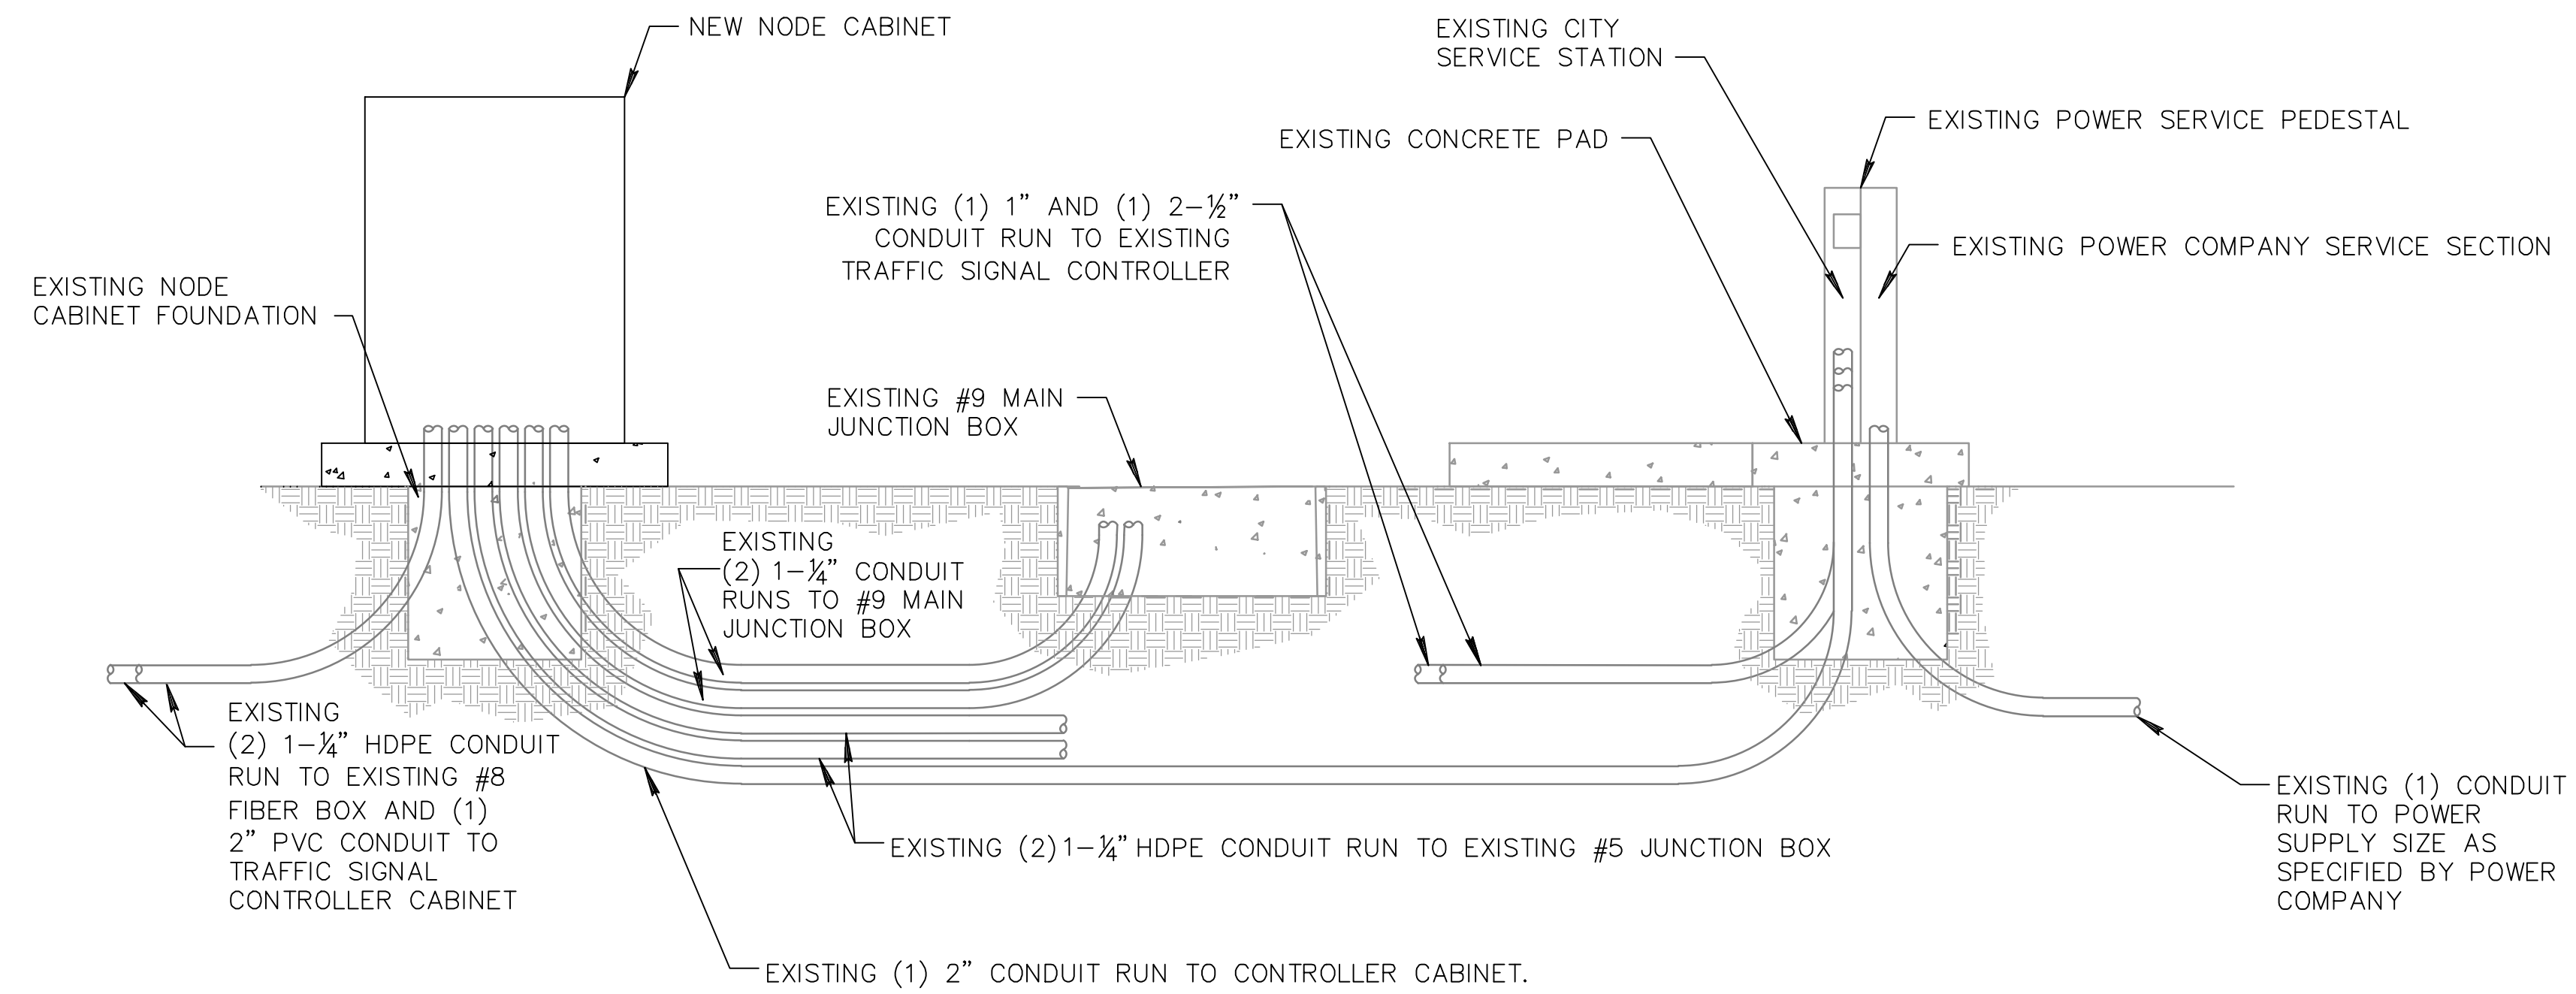 NEW NODE CABINET
EXISTING CITY
SERVICE STATION
EXISTING POWER SERVICE PEDESTAL
EXISTING CONCRETE PAD
EXISTING (1) 1” AND (1) 2-½”
CONDUIT RUN TO EXISTING
TRAFFIC SIGNAL CONTROLLER
EXISTING POWER COMPANY SERVICE SECTION
EXISTING NODE
CABINET FOUNDATION
EXISTING #9 MAIN
JUNCTION BOX
EXISTING
(2) 1-¼” CONDUIT
RUNS TO #9 MAIN
JUNCTION BOX
EXISTING
(2) 1-¼” HDPE CONDUIT
RUN TO EXISTING #8
FIBER BOX AND (1)
2” PVC CONDUIT TO
TRAFFIC SIGNAL
CONTROLLER CABINET
EXISTING (2) 1-¼” HDPE CONDUIT RUN TO EXISTING #5 JUNCTION BOX
EXISTING (1) CONDUIT
RUN TO POWER
SUPPLY SIZE AS
SPECIFIED BY POWER
COMPANY
EXISTING (1) 2” CONDUIT RUN TO CONTROLLER CABINET.